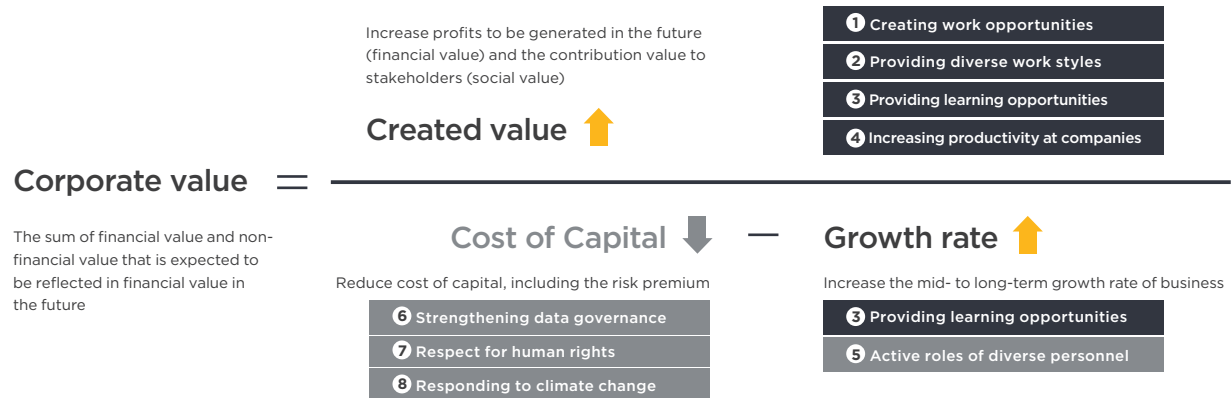 Increase profits to be generated in the future
(financial value) and the contribution value to
stakeholders (social value)
Created value
1 Creating work opportunities
2 Providing diverse work styles
3 Providing learning opportunities
4 Increasing productivity at companies
Corporate value =
The sum of financial value and non-
financial value that is expected to
be reflected in financial value in
the future
Cost of Capital — Growth rate
Reduce cost of capital, including the risk premium
6 Strengthening data governance
7 Respect for human rights
8 Responding to climate change
Increase the mid- to long-term growth rate of business
3 Providing learning opportunities
5 Active roles of diverse personnel